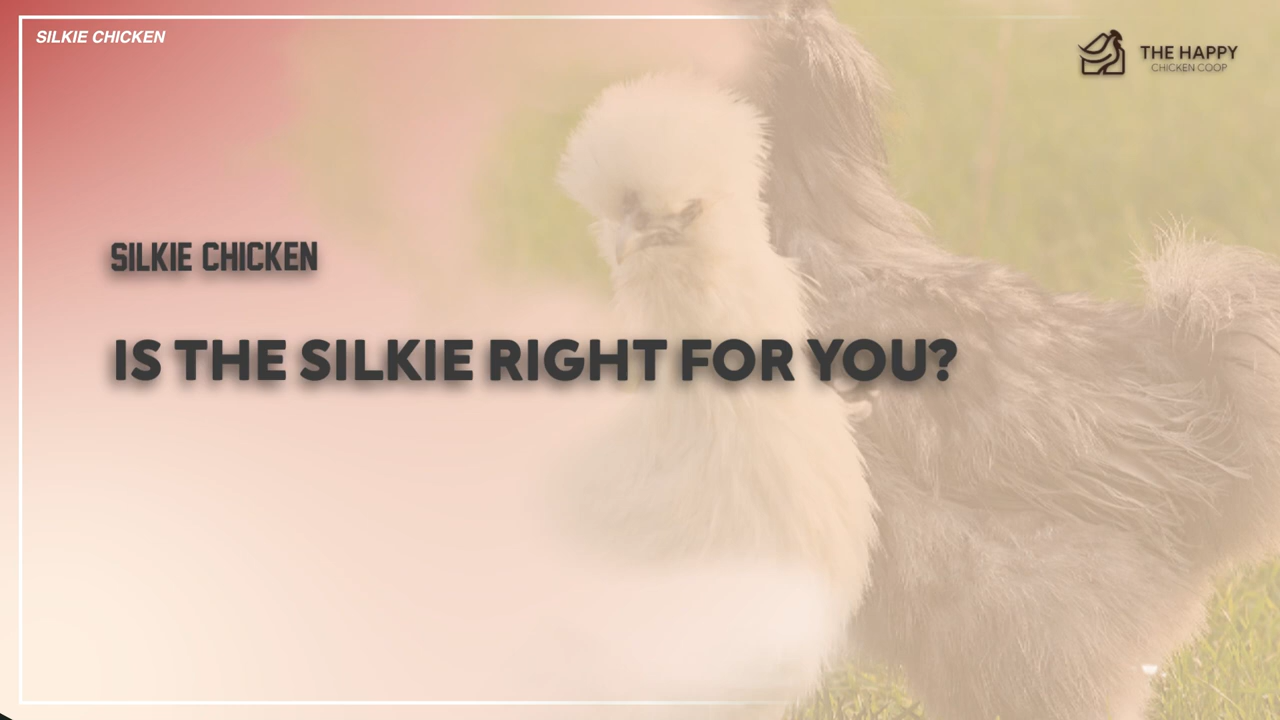 SILKIE CHICKEN
THE HAPPY
CHICKEN COOP
SILKIE CHICKEN
IS THE SILKIE RIGHT FOR YOU?